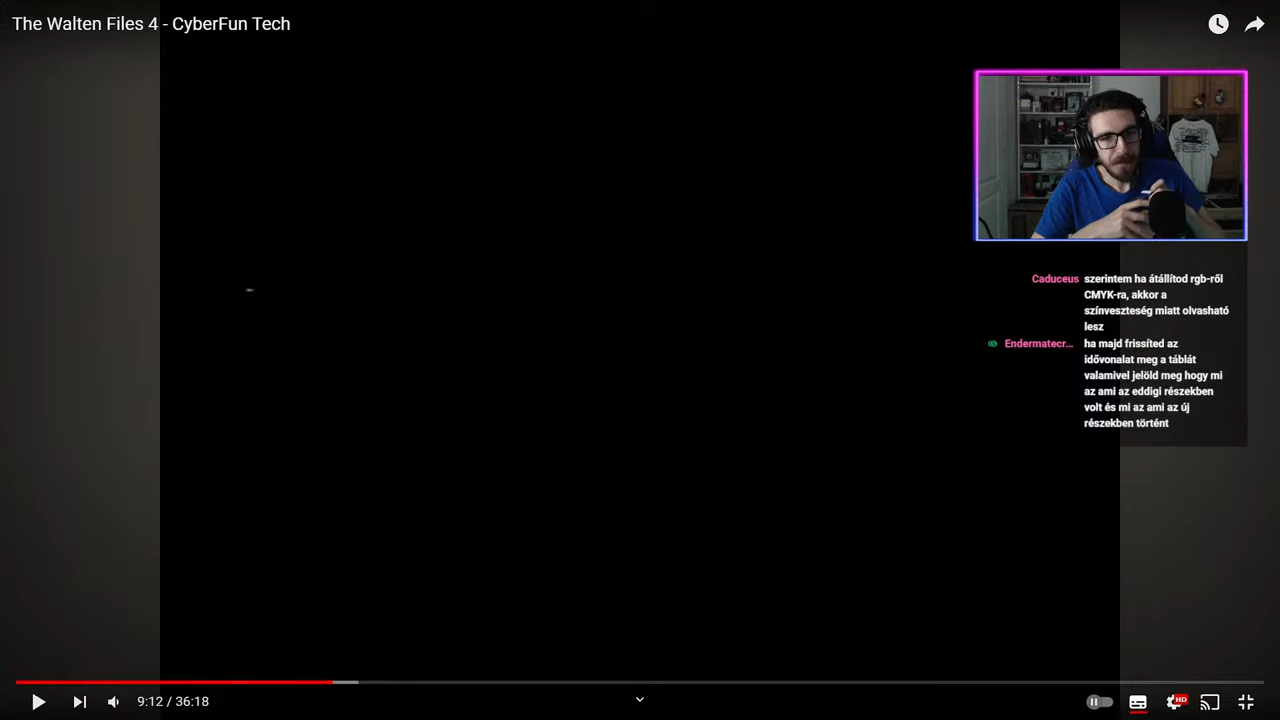 The Walten Files 4 - CyberFun Tech
Caduceus szerintem ha átállítod rgb-ről
CMYK-ra, akkor a
színveszteség miatt olvasható
lesz
Endermatecr... ha majd frissíted az
idővonalat meg a táblát
valamivel jelöld meg hogy mi
az ami az eddigi részekben
volt és mi az ami az új
részekben történt
9:12 / 36:18
HD